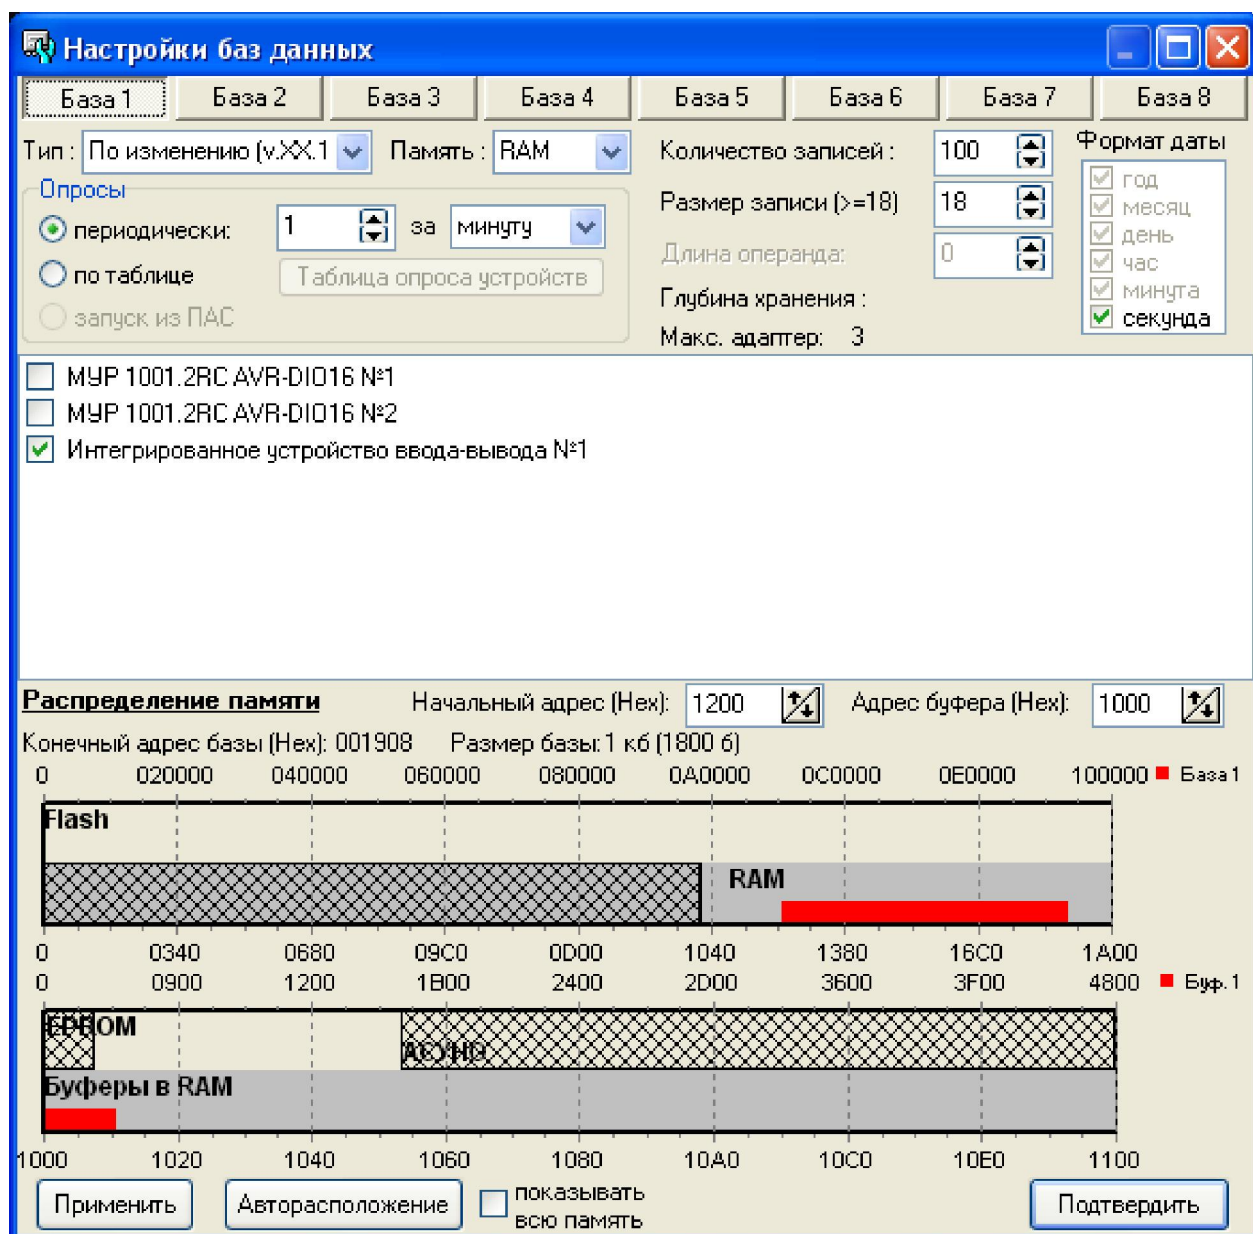 Настройки баз данных
База 1 База 2 База 3 База 4 База 5 База 6 База 7 База 8
Тип : По изменению (v.XX.1 Память : RAM Количество записей : 100 Формат даты
Опросы
год
периодически: 1 за минуту Размер записи (>=18) 18 месяц
день
по таблице Таблица опроса устройств Длина операнда: 0 час
Глубина хранения : минута
запуск из ПАС секунда
Макс. адаптер: 3
МУР 1001.2RC AVR-DIO16 №1
МУР 1001.2RC AVR-DIO16 №2
Интегрированное устройство ввода-вывода №1
Распределение памяти Начальный адрес (Hex): 1200 Адрес буфера (Hex): 1000
Конечный адрес базы (Hex): 001908 Размер базы: 1 кб (1800 б)
0 020000 040000 060000 080000 0A0000 0C0000 0E0000 100000 База 1
Flash
RAM
0 0340 0680 09C0 0D00 1040 1380 16C0 1A00
0 0900 1200 1B00 2400 2D00 3600 3F00 4800 Буф. 1
EPROM
АСУНО
Буферы в RAM
1000 1020 1040 1060 1080 10A0 10C0 10E0 1100
Применить Авторасположение показывать всю память Подтвердить